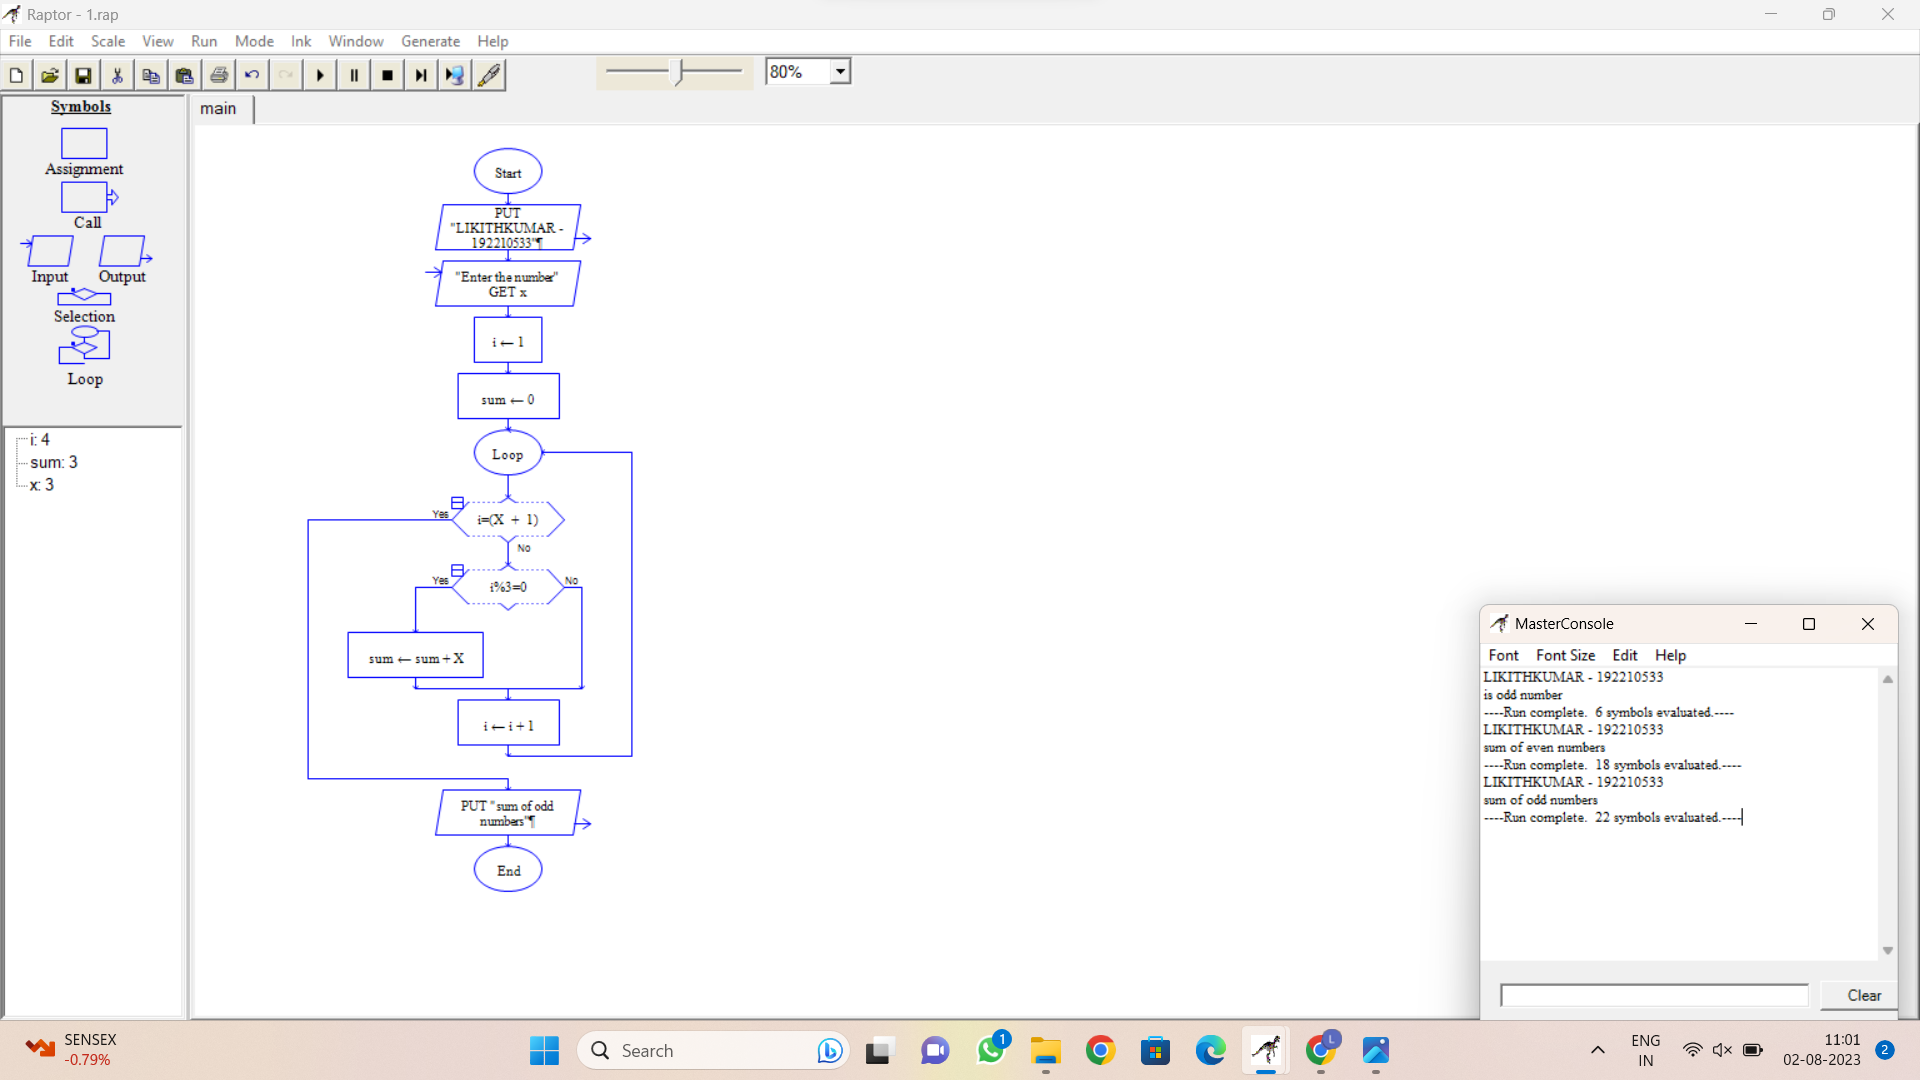 Raptor - 1.rap
File Edit Scale View Run Mode Ink Window Generate Help
80%
Symbols
Assignment
Call
Input Output
Selection
Loop
i: 4
sum: 3
x: 3
main
Start
PUT
"LIKITHKUMAR -
192210533"¶
"Enter the number"
GET x
i ← 1
sum ← 0
Loop
Yes
i=(X + 1)
No
Yes
i%3=0
No
sum ← sum+X
i ← i+1
PUT "sum of odd
numbers"¶
End
MasterConsole
Font Font Size Edit Help
LIKITHKUMAR - 192210533
is odd number
----Run complete. 6 symbols evaluated.----
LIKITHKUMAR - 192210533
sum of even numbers
----Run complete. 18 symbols evaluated.----
LIKITHKUMAR - 192210533
sum of odd numbers
----Run complete. 22 symbols evaluated.----
Clear
SENSEX
-0.79%
Search
1
L
ENG
IN
11:01
02-08-2023
2